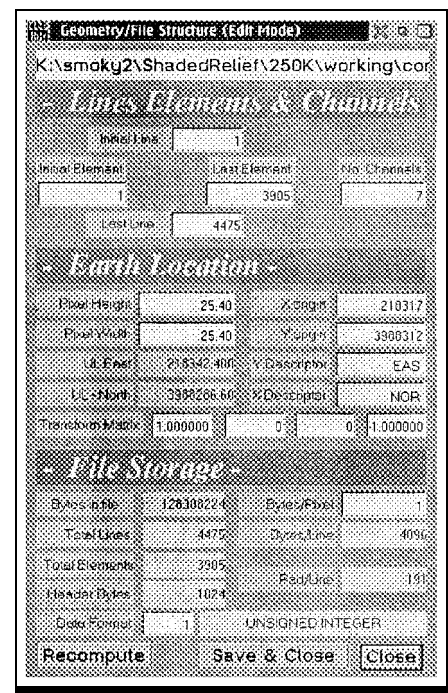 Geometry/File Structure (Edit Mode)
K:\smoky2\ShadedRelief\250K\working\cor
- Lines Elements & Channels
Initial Line 1
Initial Element Last Element No. Channels
1 3905 7
Last Line 4475
- Earth Location -
Pixel Height 25.40 X origin 218317
Pixel Width 25.40 Y origin 3988312
UL East 218342.400 Y Descriptor EAS
UL North 3988286.60 X Descriptor NOR
Transform Matrix 1.000000 0 0 -1.000000
- File Storage -
Bytes in file 128308224 Bytes/Pixel 1
Total Lines 4475 Bytes/Line 4096
Total Elements 3905
Pad/Line 191
Header Bytes 1024
Data Format 1 UNSIGNED INTEGER
Recompute Save & Close Close